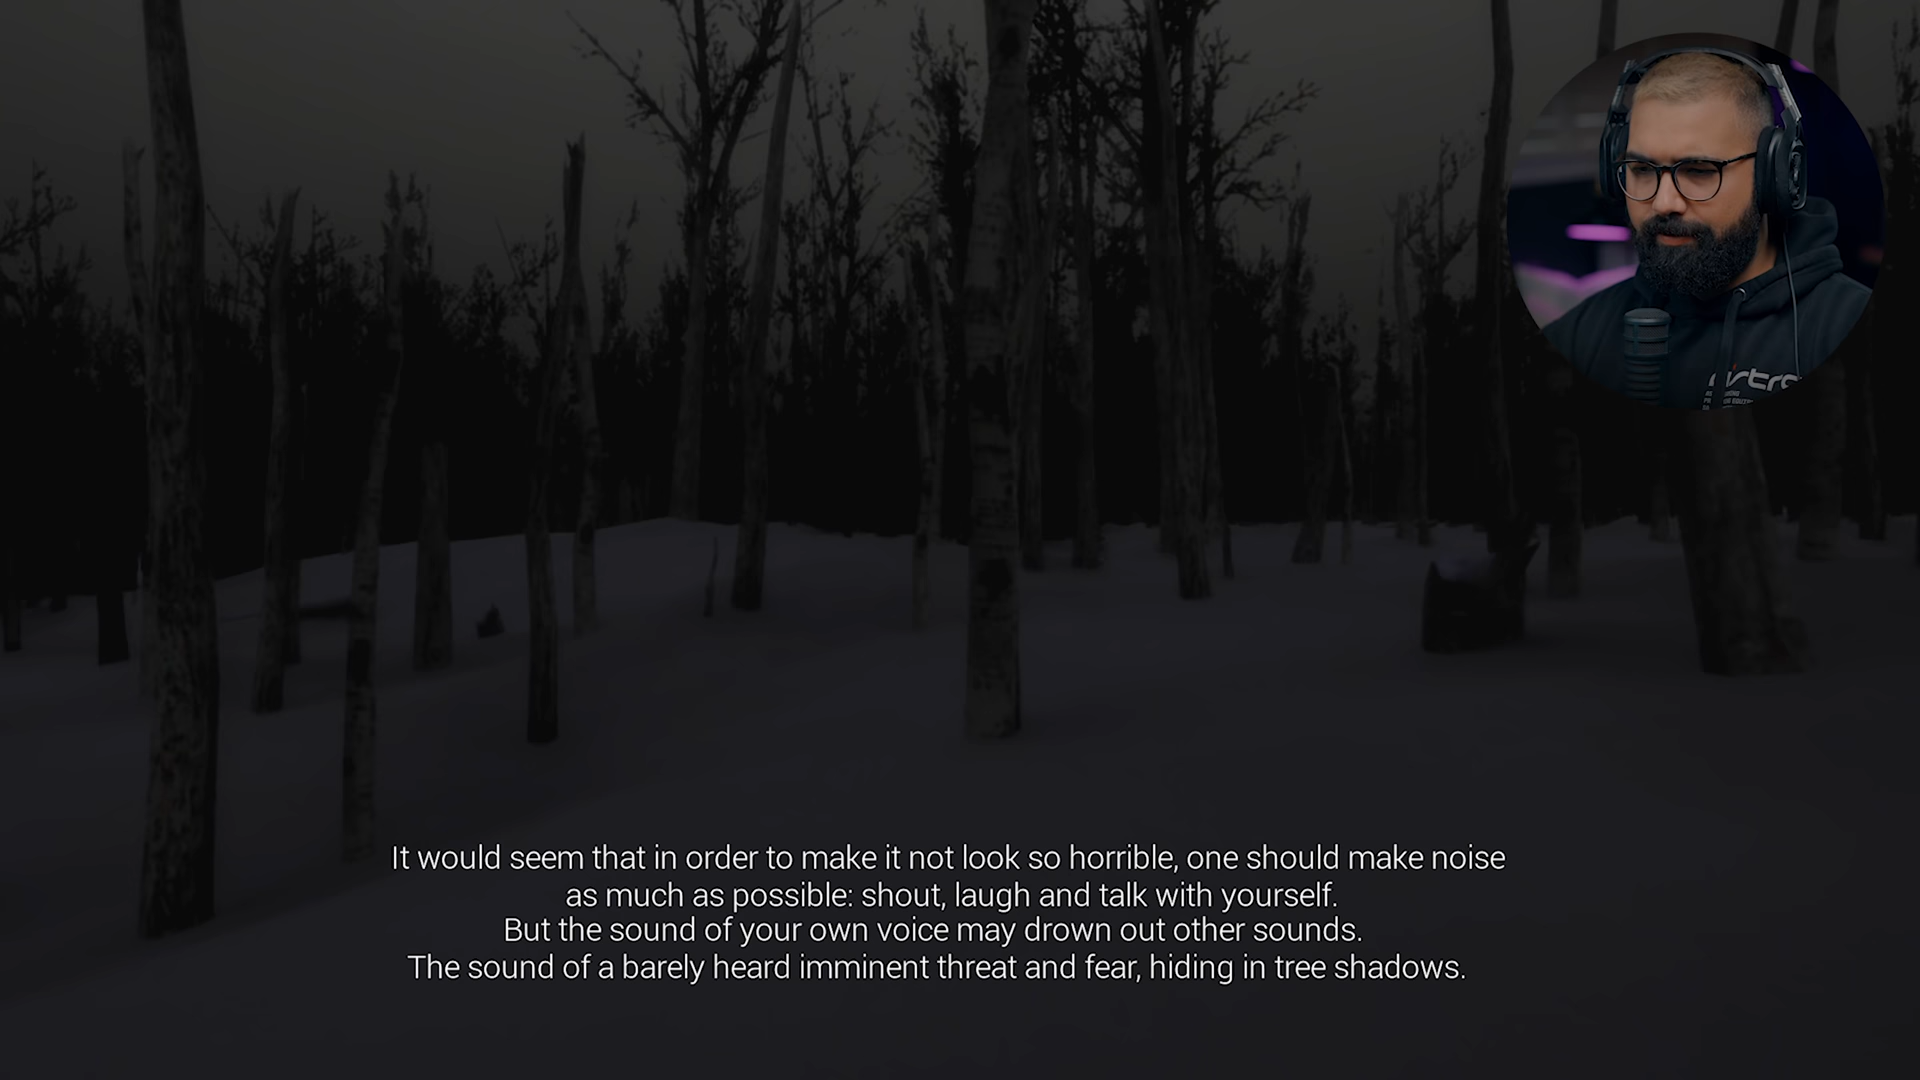 It would seem that in order to make it not look so horrible, one should make noise
as much as possible: shout, laugh and talk with yourself.
But the sound of your own voice may drown out other sounds.
The sound of a barely heard imminent threat and fear, hiding in tree shadows.